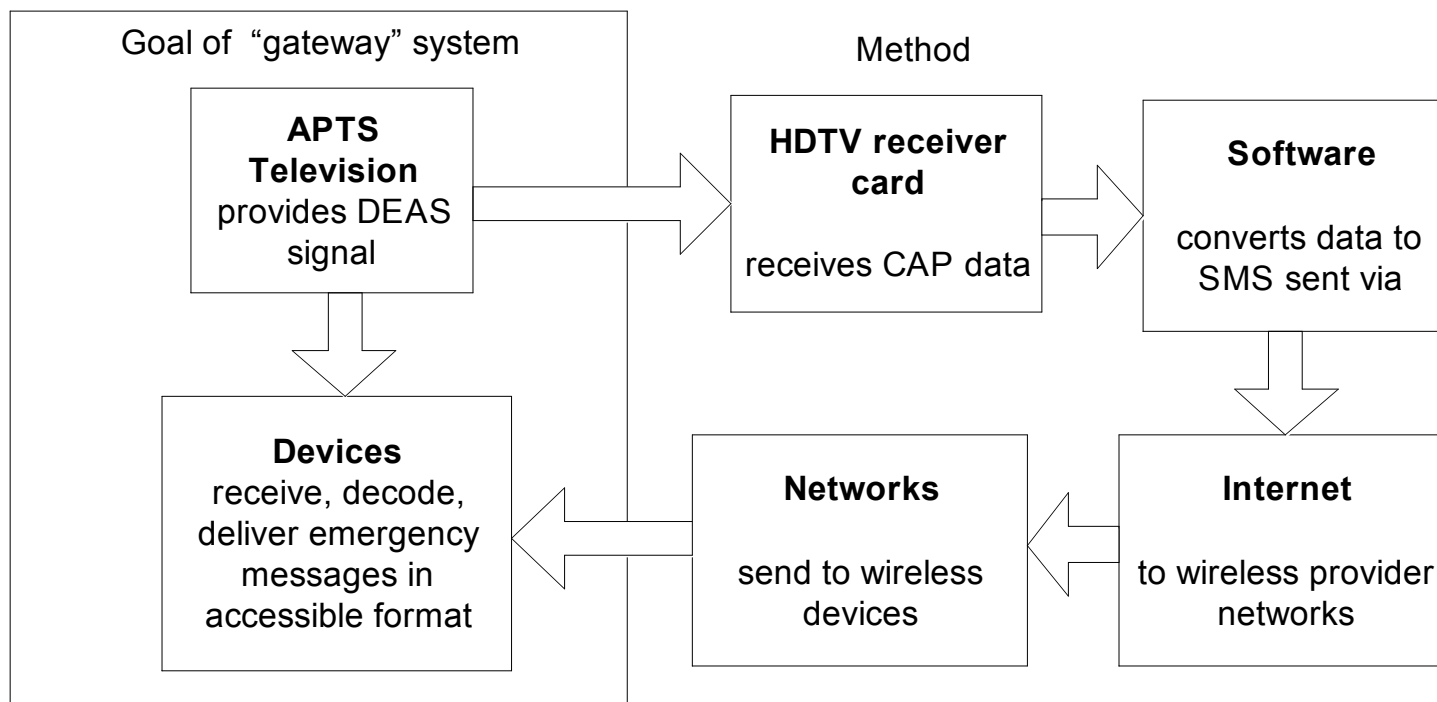 Goal of “gateway” system
Method
APTS
Television
provides DEAS
signal
HDTV receiver
card
receives CAP data
Software
converts data to
SMS sent via
Devices
receive, decode,
deliver emergency
messages in
accessible format
Networks
send to wireless
devices
Internet
to wireless provider
networks